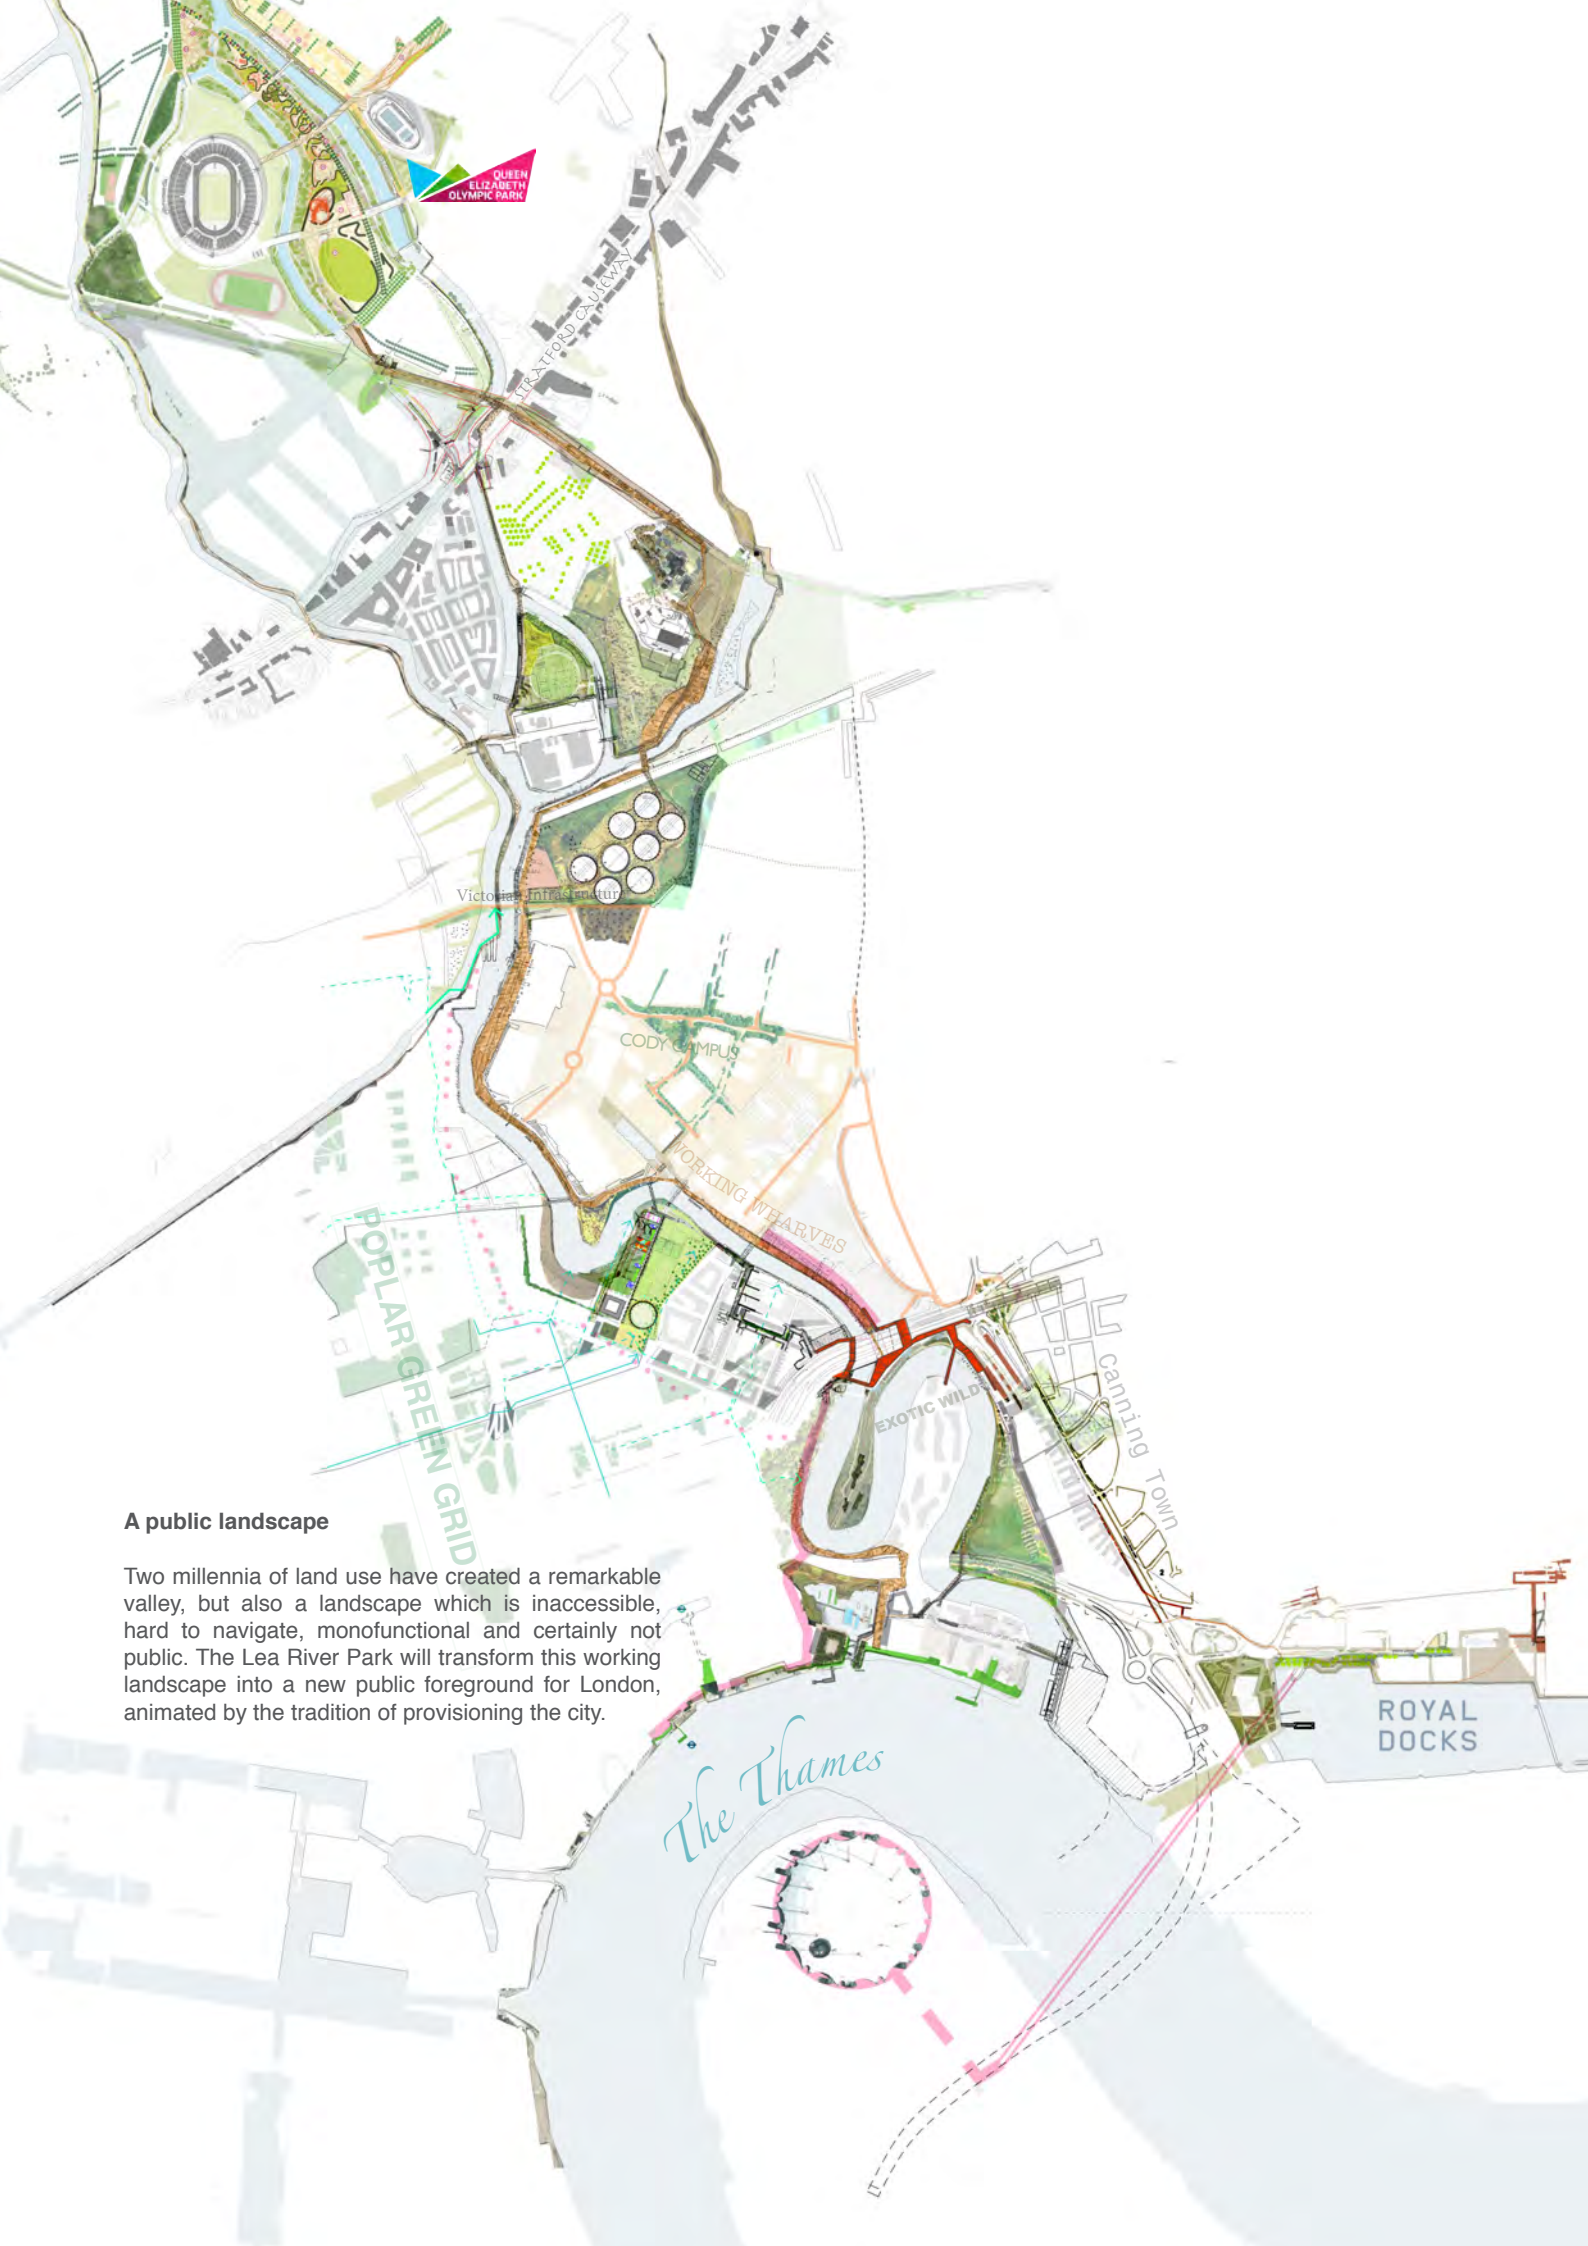 QUEEN
ELIZABETH
OLYMPIC PARK
STRATFORD CAUSEWAY
Victorian Infrastructure
CODY CAMPUS
WORKING WHARVES
POPLAR GREEN GRID
EXOTIC WILDS
Canning Town
A public landscape
Two millennia of land use have created a remarkable
valley, but also a landscape which is inaccessible,
hard to navigate, monofunctional and certainly not
public. The Lea River Park will transform this working
landscape into a new public foreground for London,
animated by the tradition of provisioning the city.
ROYAL
DOCKS
The Thames
LT